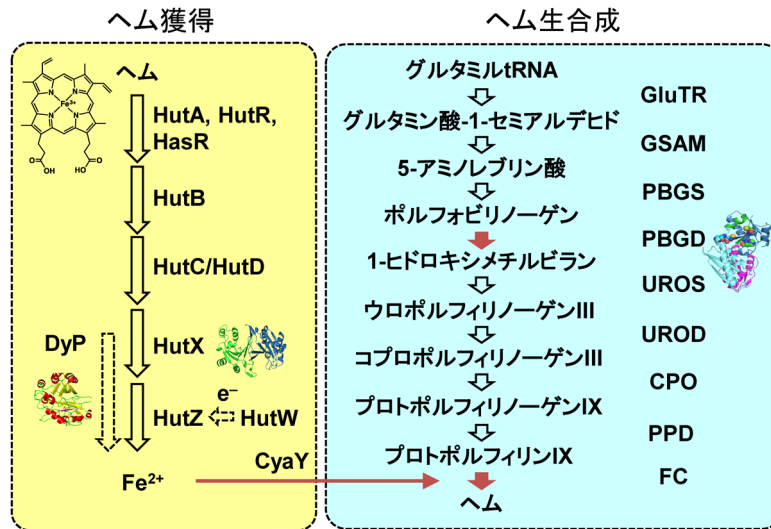 ヘム獲得
ヘム
N
N
Fe³⁺
N
N
O
OH
HO
O
HutA, HutR,
HasR
HutB
HutC/HutD
DyP
HutX
e⁻
HutZ
HutW
CyaY
Fe²⁺
ヘム生合成
グルタミルtRNA
GluTR
グルタミン酸-1-セミアルデヒド
GSAM
5-アミノレブリン酸
PBGS
ポルフォビリノーゲン
PBGD
1-ヒドロキシメチルビラン
UROS
ウロポルフィリノーゲンIII
UROD
コプロポルフィリノーゲンIII
CPO
プロトポルフィリノーゲンIX
PPD
プロトポルフィリンIX
FC
ヘム